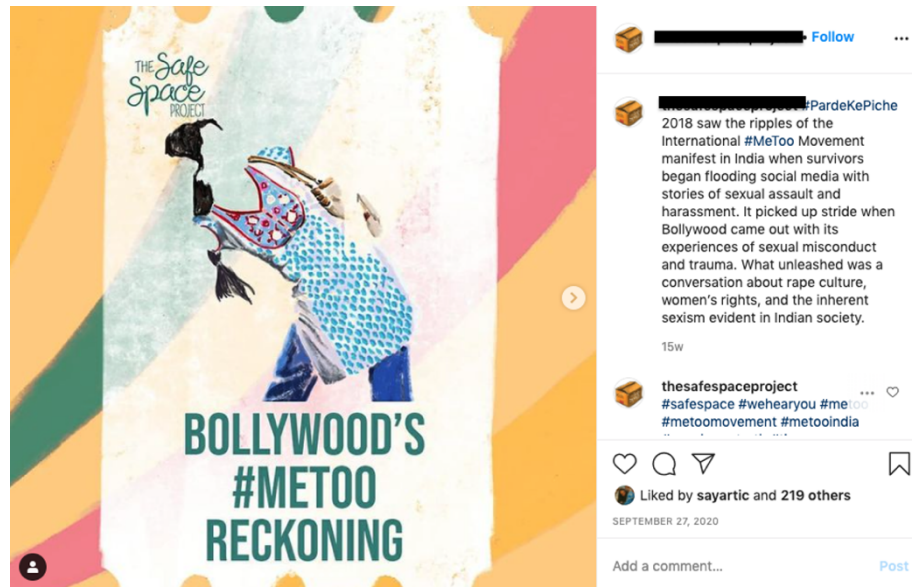 THE Safe
Space
PROJECT
BOLLYWOOD'S
#METOO
RECKONING
Follow
#PardeKePiche
2018 saw the ripples of the
International #MeToo Movement
manifest in India when survivors
began flooding social media with
stories of sexual assault and
harassment. It picked up stride when
Bollywood came out with its
experiences of sexual misconduct
and trauma. What unleashed was a
conversation about rape culture,
women's rights, and the inherent
sexism evident in Indian society.
15w
thesafespaceproject
#safespace #wehearyou #metoo
#metoomovement #metooindia
Liked by sayartic and 219 others
SEPTEMBER 27, 2020
Add a comment...
Post